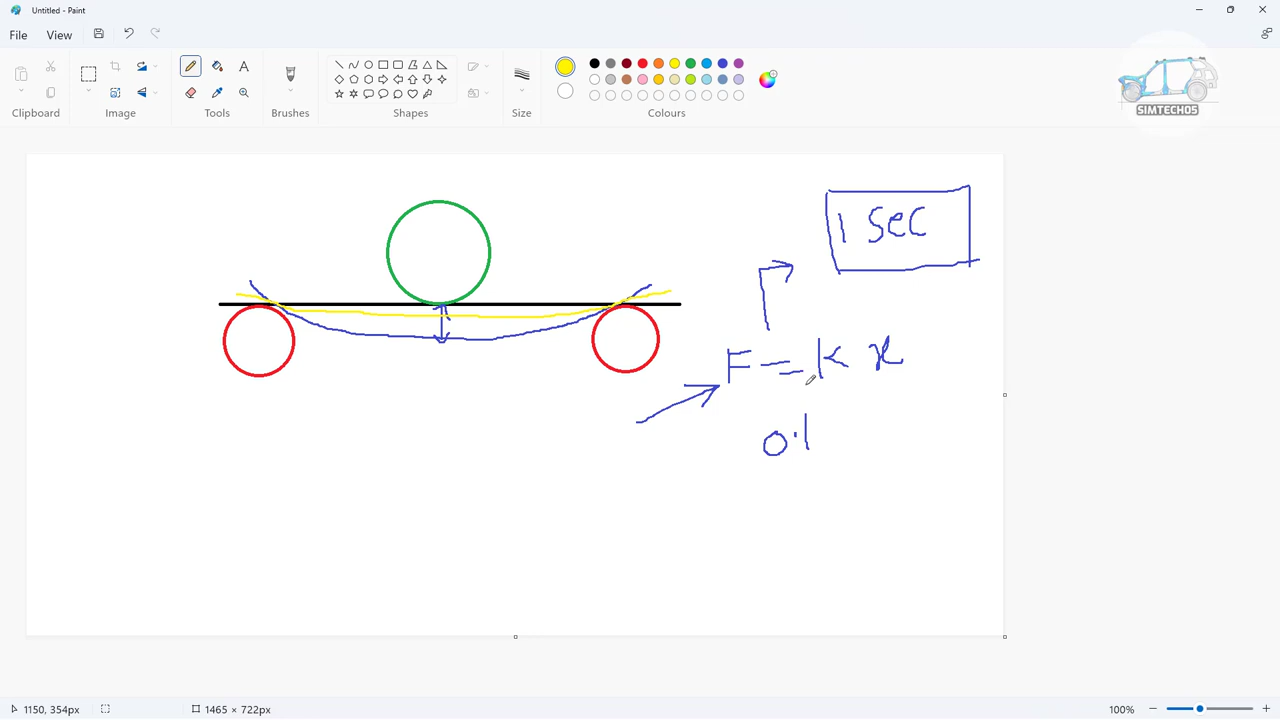 Untitled - Paint
File View
Clipboard
Image
Tools
Brushes
Shapes
Size
Colours
SIMTECH05
1 sec
F = k x
0.1
1150, 354px
1465 × 722px
100%